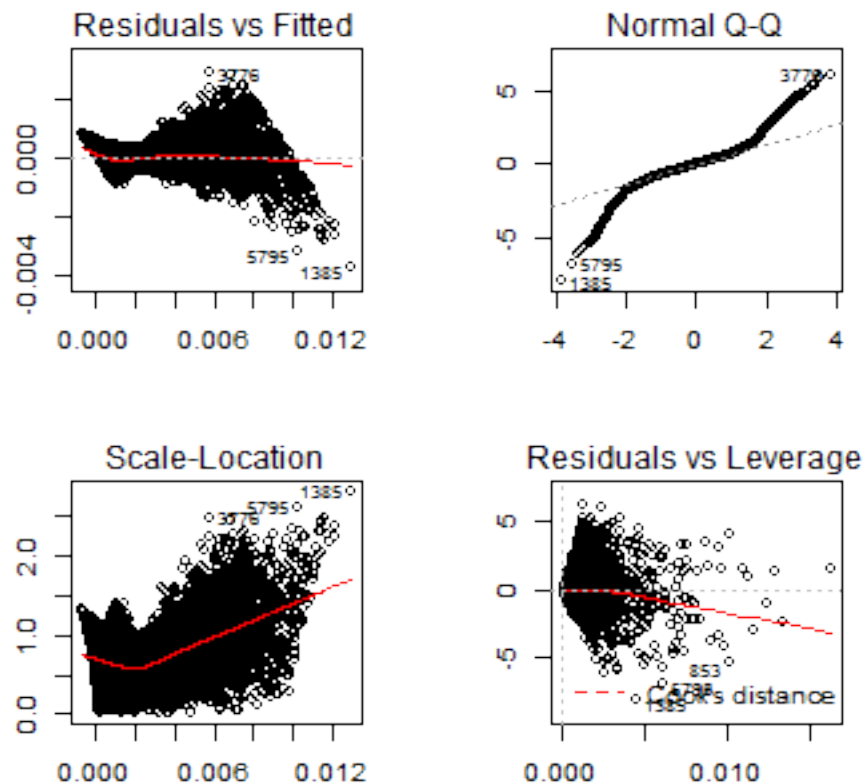 Residuals vs Fitted
3776
5795
1385
-0.004 0.000
0.000 0.006 0.012
Normal Q-Q
3776
5795
1385
-5 0 5
-4 -2 0 2 4
Scale-Location
1385
5795
3776
0.0 1.0 2.0
0.000 0.006 0.012
Residuals vs Leverage
853
5795
1385
Cook's distance
-5 0 5
0.000 0.010